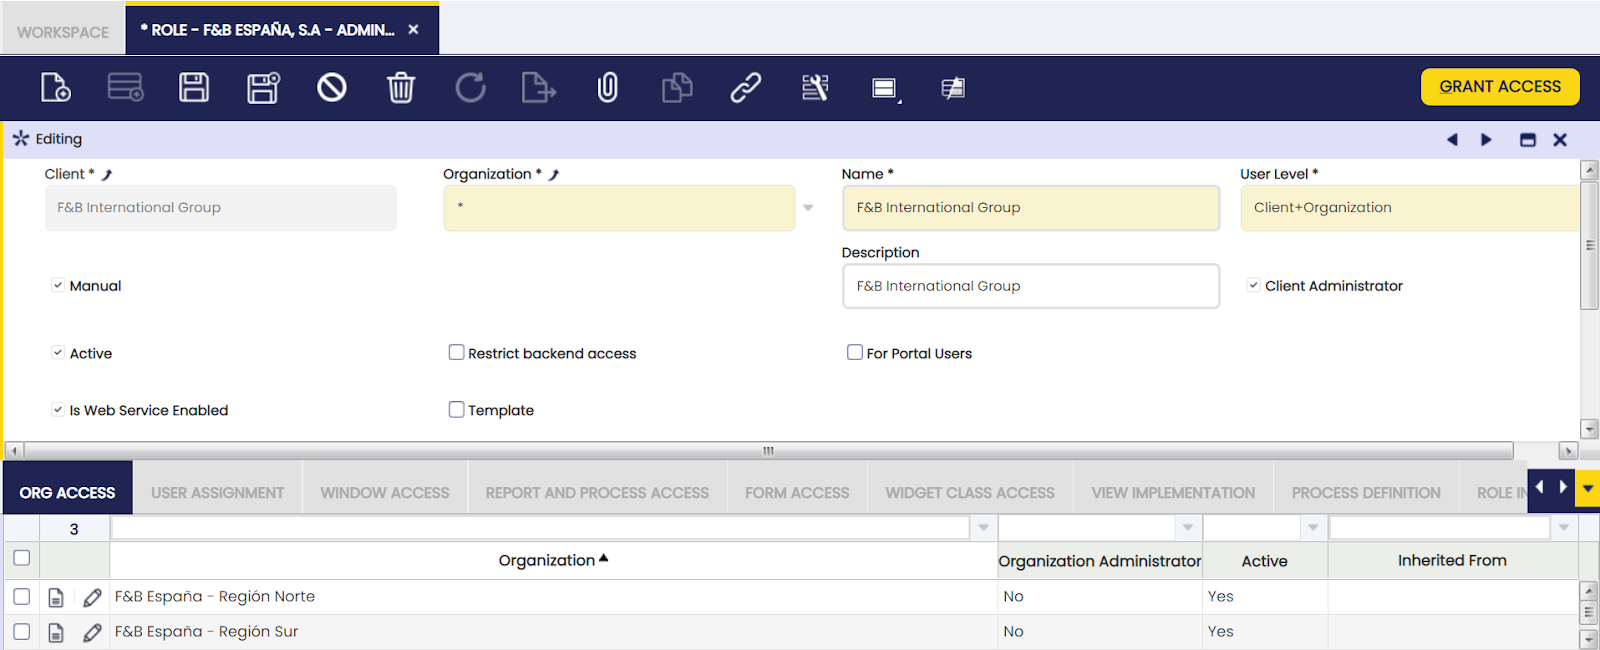 WORKSPACE
* ROLE - F&B ESPAÑA, S.A - ADMIN...
GRANT ACCESS
Editing
Client *
Organization *
Name *
User Level *
F&B International Group
*
F&B International Group
Client+Organization
Description
Manual
F&B International Group
Client Administrator
Active
Restrict backend access
For Portal Users
Is Web Service Enabled
Template
ORG ACCESS
USER ASSIGNMENT
WINDOW ACCESS
REPORT AND PROCESS ACCESS
FORM ACCESS
WIDGET CLASS ACCESS
VIEW IMPLEMENTATION
PROCESS DEFINITION
ROLE IN
3
Organization
Organization Administrator
Active
Inherited From
F&B España - Región Norte
No
Yes
F&B España - Región Sur
No
Yes